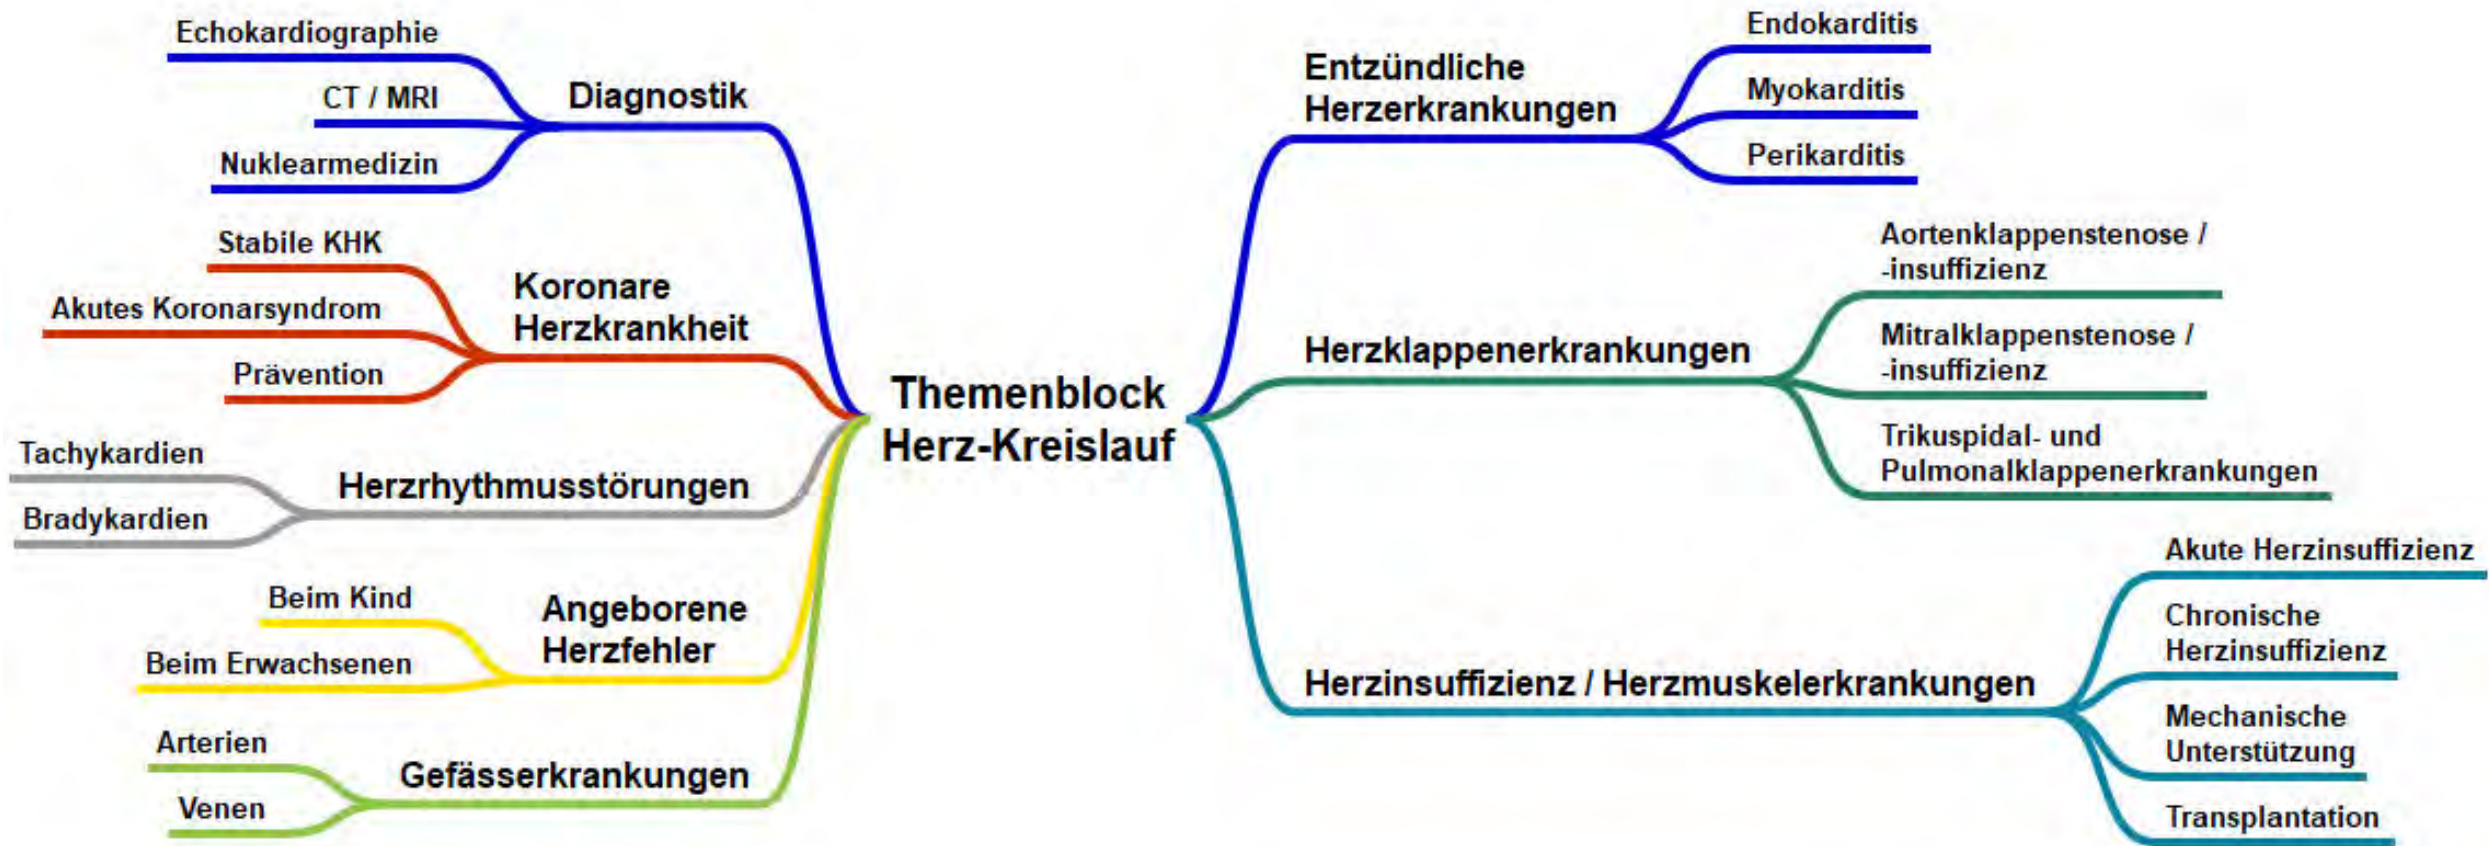 Echokardiographie
CT / MRI
Nuklearmedizin
Diagnostik
Stabile KHK
Akutes Koronarsyndrom
Prävention
Koronare
Herzkrankheit
Tachykardien
Bradykardien
Herzrhythmusstörungen
Beim Kind
Beim Erwachsenen
Angeborene
Herzfehler
Arterien
Venen
Gefässerkrankungen
Themenblock
Herz-Kreislauf
Entzündliche
Herzerkrankungen
Endokarditis
Myokarditis
Perikarditis
Herzklappenerkrankungen
Aortenklappenstenose /
-insuffizienz
Mitralklappenstenose /
-insuffizienz
Trikuspidal- und
Pulmonalklappenerkrankungen
Herzinsuffizienz / Herzmuskelerkrankungen
Akute Herzinsuffizienz
Chronische
Herzinsuffizienz
Mechanische
Unterstützung
Transplantation